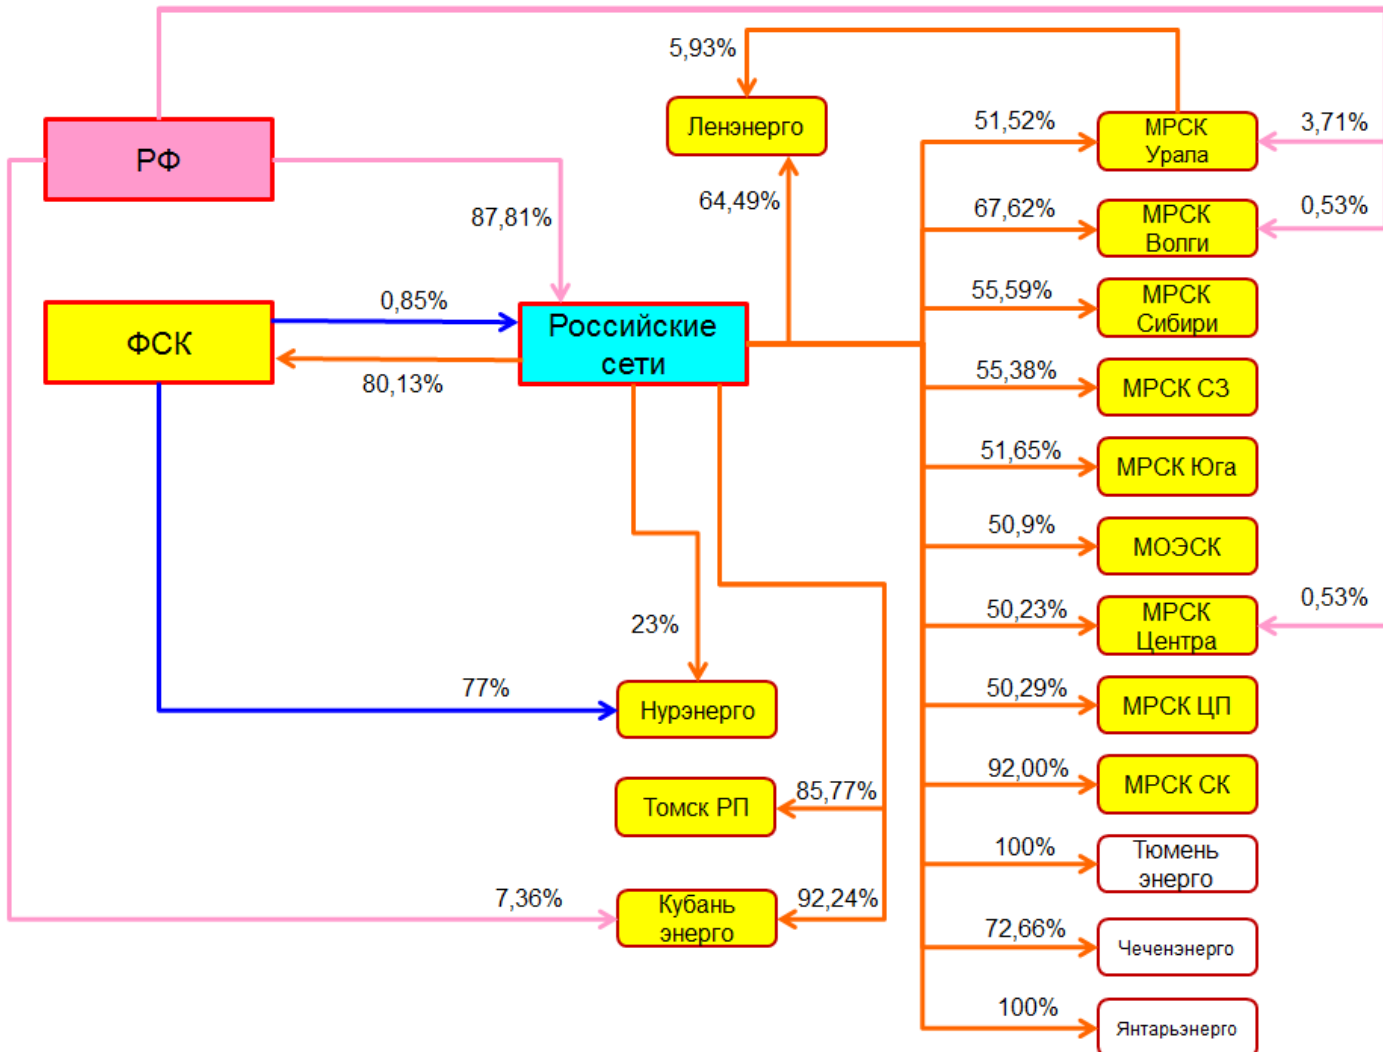 5,93%
Ленэнерго
51,52%
МРСК
Урала
3,71%
РФ
87,81%
64,49%
67,62%
МРСК
Волги
0,53%
ФСК
0,85%
80,13%
Российские
сети
55,59%
МРСК
Сибири
55,38%
МРСК СЗ
51,65%
МРСК Юга
50,9%
МОЭСК
50,23%
МРСК
Центра
0,53%
23%
77%
Нурэнерго
50,29%
МРСК ЦП
Томск РП
85,77%
92,00%
МРСК СК
100%
Тюмень
энерго
7,36%
Кубань
энерго
92,24%
72,66%
Чеченэнерго
100%
Янтарьэнерго